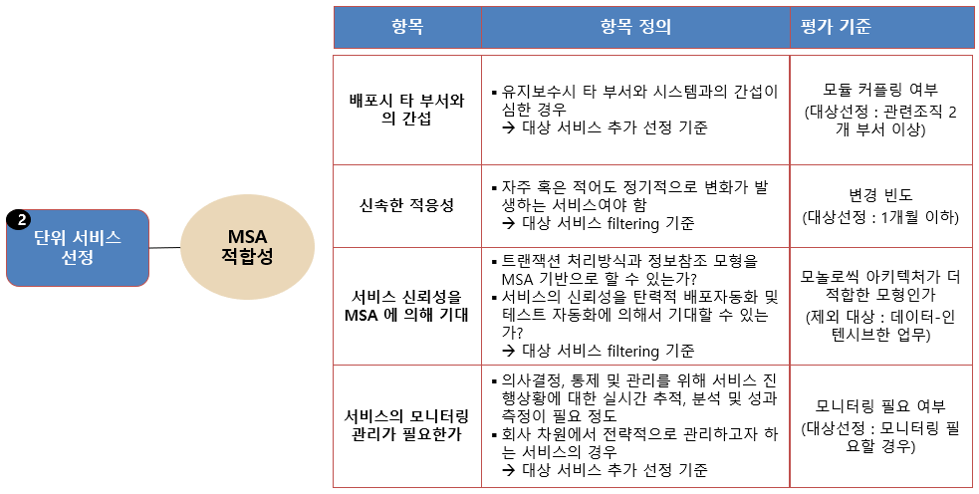 2
단위 서비스
선정
MSA
적합성
항목
항목 정의
평가 기준
배포시 타 부서와
의 간섭
▪ 유지보수시 타 부서와 시스템과의 간섭이
심한 경우
→ 대상 서비스 추가 선정 기준
모듈 커플링 여부
(대상선정 : 관련조직 2
개 부서 이상)
신속한 적응성
▪ 자주 혹은 적어도 정기적으로 변화가 발
생하는 서비스여야 함
→ 대상 서비스 filtering 기준
변경 빈도
(대상선정 : 1개월 이하)
서비스 신뢰성을
MSA 에 의해 기대
▪ 트랜잭션 처리방식과 정보참조 모형을
MSA 기반으로 할 수 있는가?
▪ 서비스의 신뢰성을 탄력적 배포자동화 및
테스트 자동화에 의해서 기대할 수 있는
가?
→ 대상 서비스 filtering 기준
모놀로씩 아키텍처가 더
적합한 모형인가
(제외 대상 : 데이터-인
텐시브한 업무)
서비스의 모니터링
관리가 필요한가
▪ 의사결정, 통제 및 관리를 위해 서비스 진
행상황에 대한 실시간 추적, 분석 및 성과
측정이 필요 정도
▪ 회사 차원에서 전략적으로 관리하고자 하
는 서비스의 경우
→ 대상 서비스 추가 선정 기준
모니터링 필요 여부
(대상선정 : 모니터링 필
요할 경우)